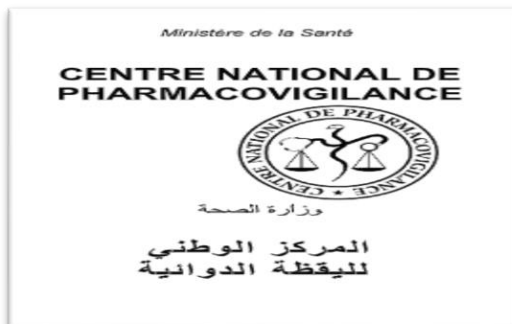 Ministère de la Santé
CENTRE NATIONAL DE
PHARMACOVIGILANCE
CENTRE NATIONAL DE PHARMACOVIGILANCE
وزارة الصحة
المركز الوطني
لليقظة الدوائية